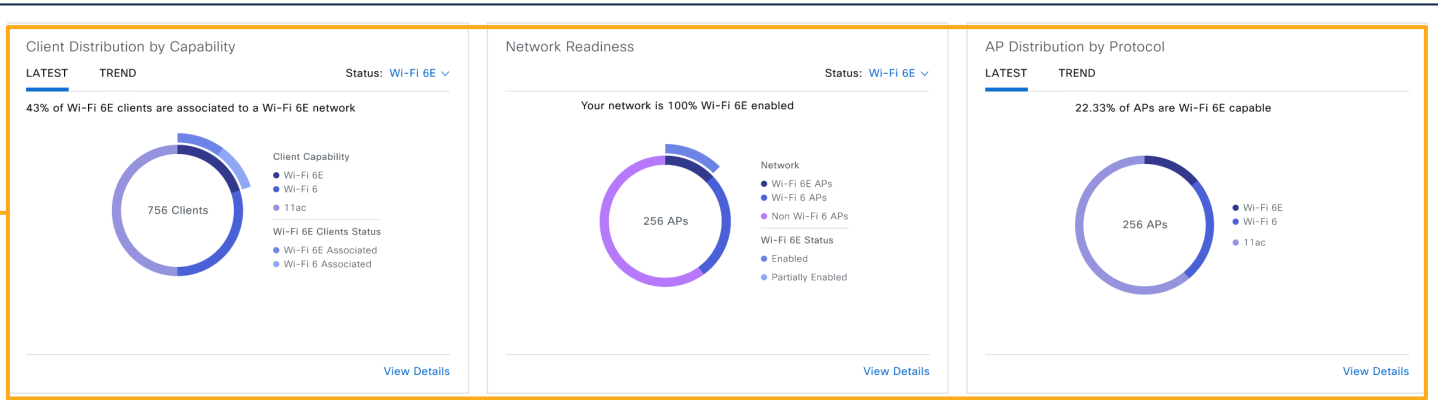 Client Distribution by Capability
LATEST TREND Status: Wi-Fi 6E
43% of Wi-Fi 6E clients are associated to a Wi-Fi 6E network
756 Clients
Client Capability
Wi-Fi 6E
Wi-Fi 6
11ac
Wi-Fi 6E Clients Status
Wi-Fi 6E Associated
Wi-Fi 6 Associated
View Details
Network Readiness
Status: Wi-Fi 6E
Your network is 100% Wi-Fi 6E enabled
256 APs
Network
Wi-Fi 6E APs
Wi-Fi 6 APs
Non Wi-Fi 6 APs
Wi-Fi 6E Status
Enabled
Partially Enabled
View Details
AP Distribution by Protocol
LATEST TREND
22.33% of APs are Wi-Fi 6E capable
256 APs
Wi-Fi 6E
Wi-Fi 6
11ac
View Details